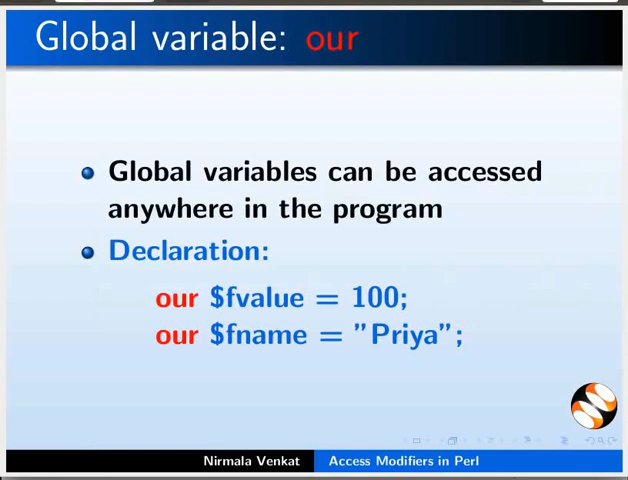 Global variable: our
Global variables can be accessed
anywhere in the program
Declaration:
our $fvalue = 100;
our $fname = ”Priya”;
Nirmala Venkat
Access Modifiers in Perl